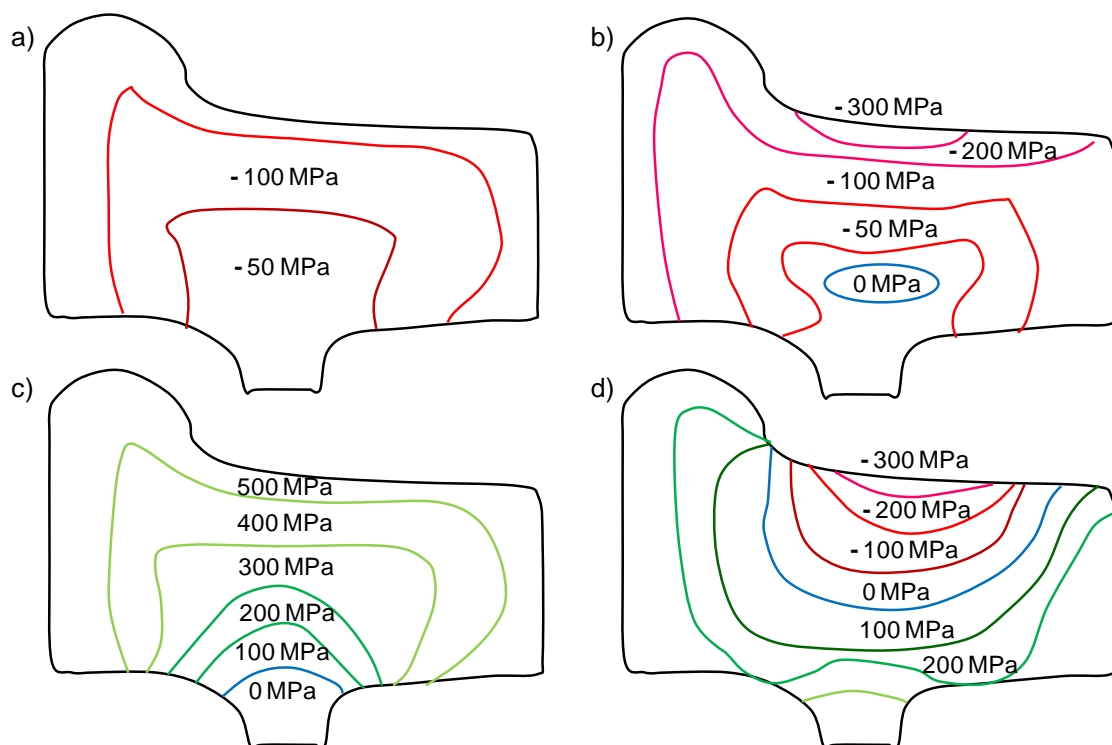 a)
- 100 MPa
- 50 MPa
b)
- 300 MPa
- 200 MPa
- 100 MPa
- 50 MPa
0 MPa
c)
500 MPa
400 MPa
300 MPa
200 MPa
100 MPa
0 MPa
d)
- 300 MPa
- 200 MPa
- 100 MPa
0 MPa
100 MPa
200 MPa